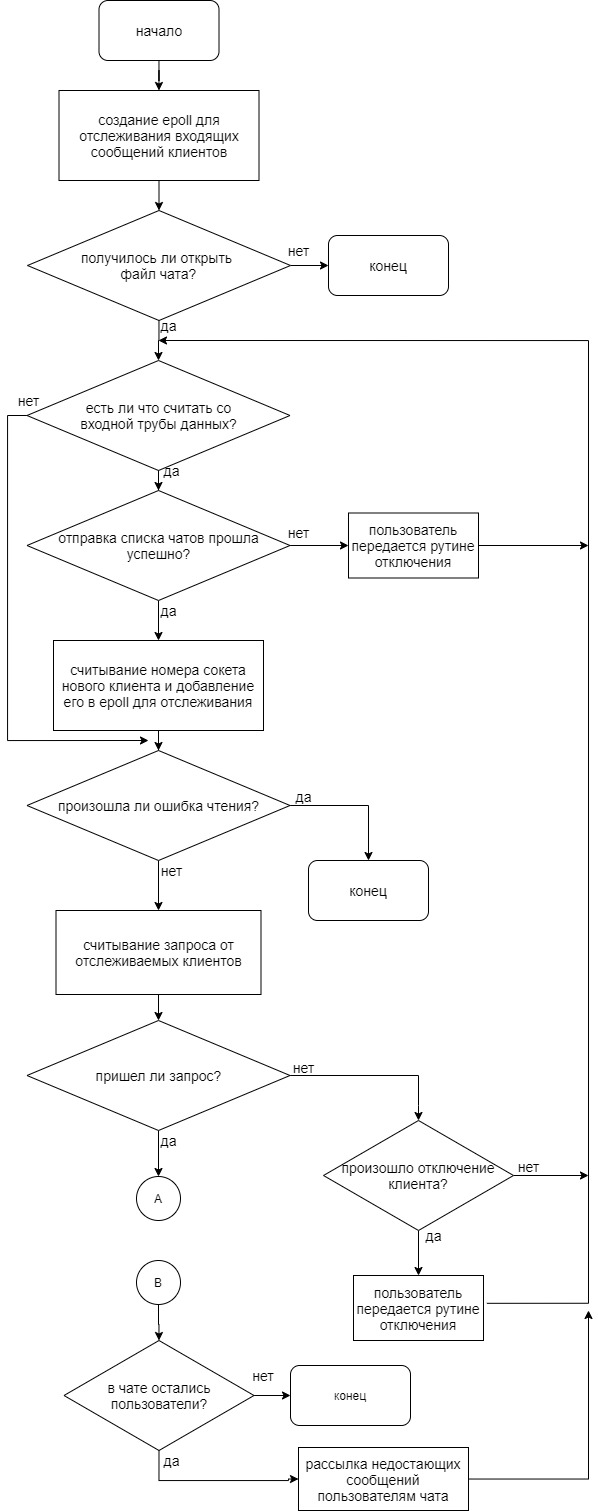 начало
создание epoll для
отслеживания входящих
сообщений клиентов
получилось ли открыть
файл чата?
нет
конец
да
есть ли что считать со
входной трубы данных?
нет
да
отправка списка чатов прошла
успешно?
нет
пользователь
передается рутине
отключения
да
считывание номера сокета
нового клиента и добавление
его в epoll для отслеживания
произошла ли ошибка чтения?
да
конец
нет
считывание запроса от
отслеживаемых клиентов
пришел ли запрос?
нет
да
A
произошло отключение
клиента?
нет
да
пользователь
передается рутине
отключения
B
в чате остались
пользователи?
нет
конец
да
рассылка недостающих
сообщений
пользователям чата